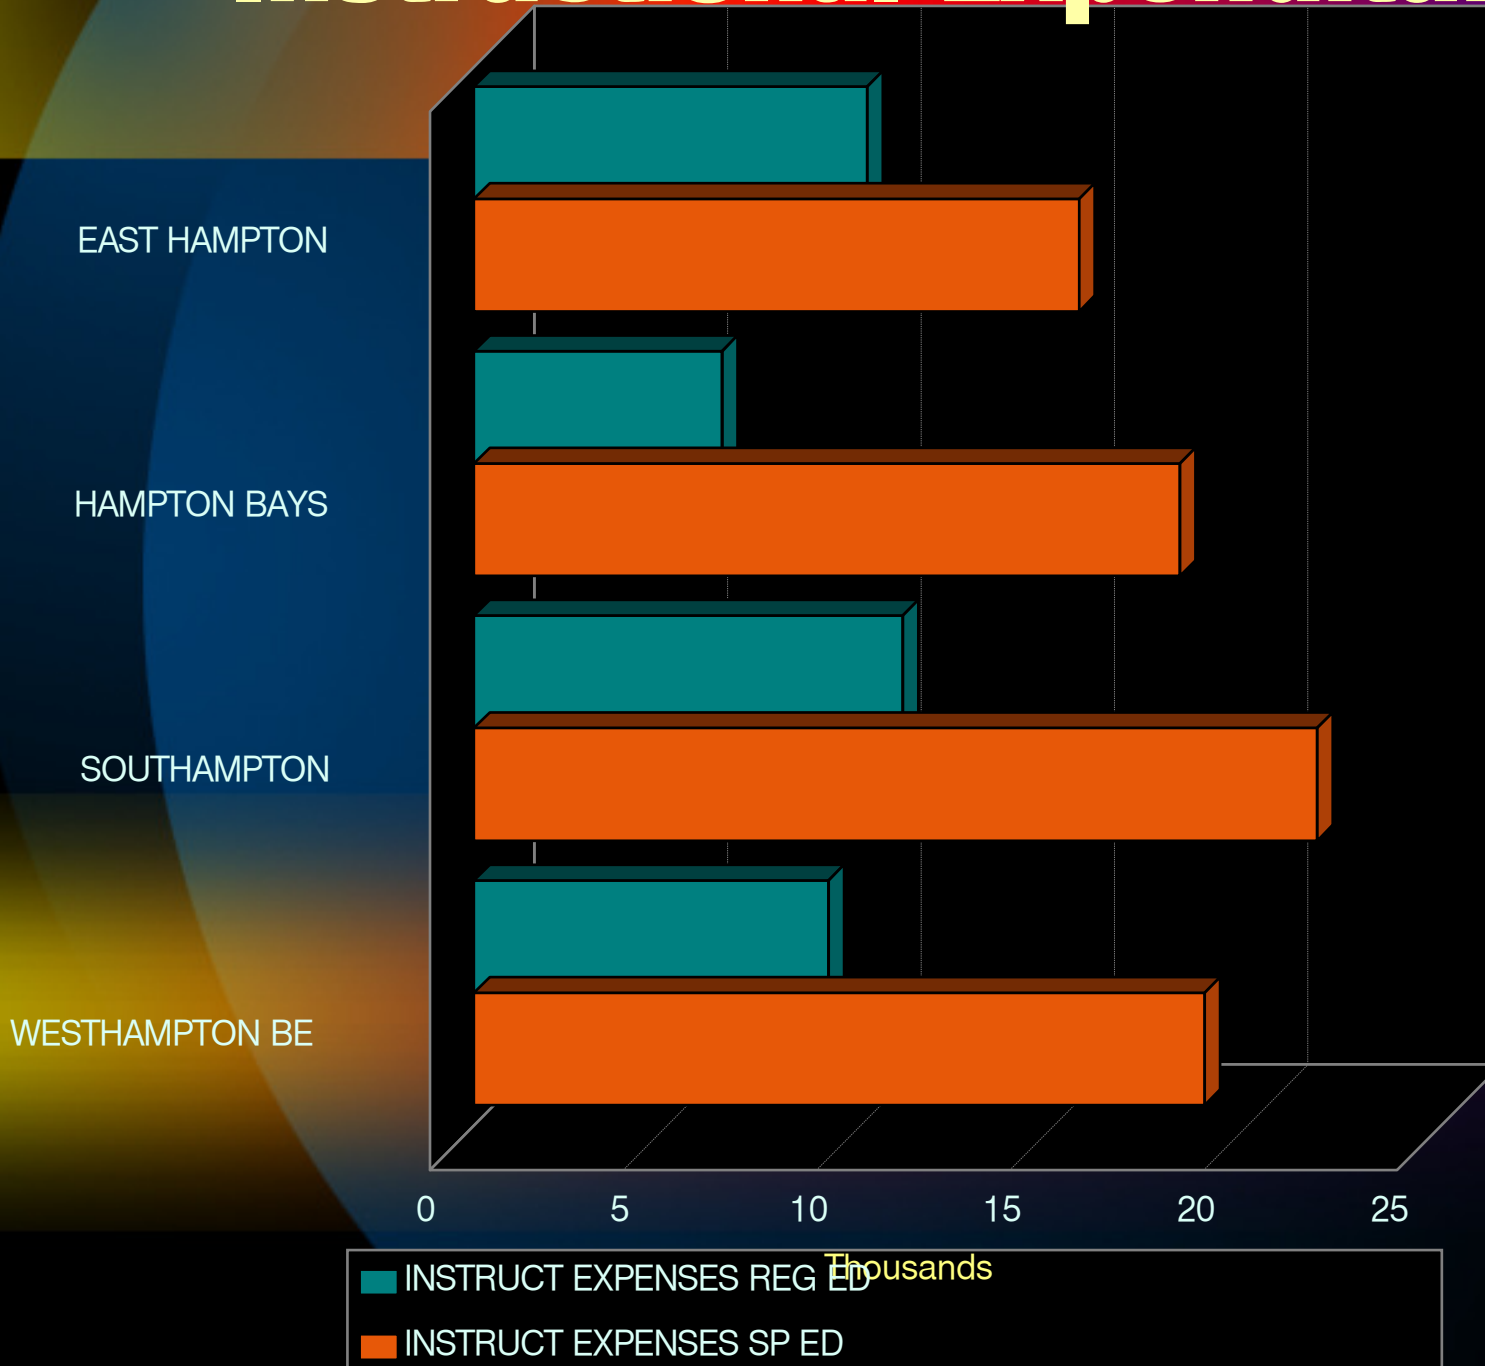 EAST HAMPTON
HAMPTON BAYS
SOUTHAMPTON
WESTHAMPTON BE
0 5 10 15 20 25
Thousands
INSTRUCT EXPENSES REG ED
INSTRUCT EXPENSES SP ED